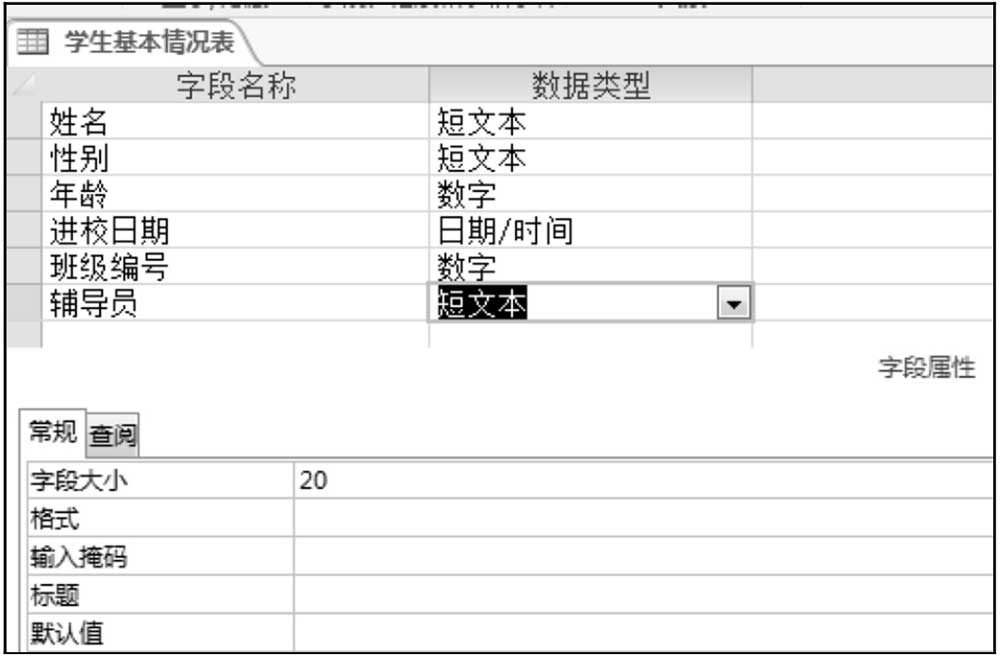 学生基本情况表
字段名称 数据类型
姓名 短文本
性别 短文本
年龄 数字
进校日期 日期/时间
班级编号 数字
辅导员 短文本
字段属性
常规 查阅
字段大小 20
格式
输入掩码
标题
默认值